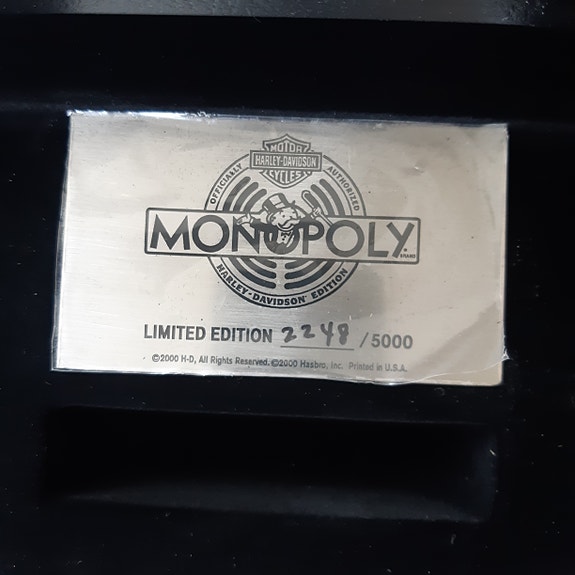 MOTOR
HARLEY-DAVIDSON
CYCLES
OFFICIALLY AUTHORIZED
MONOPOLY
HARLEY-DAVIDSON® EDITION
LIMITED EDITION 2248 /5000
©2000 H-D, All Rights Reserved. ©2000 Hasbro, Inc. Printed in U.S.A.